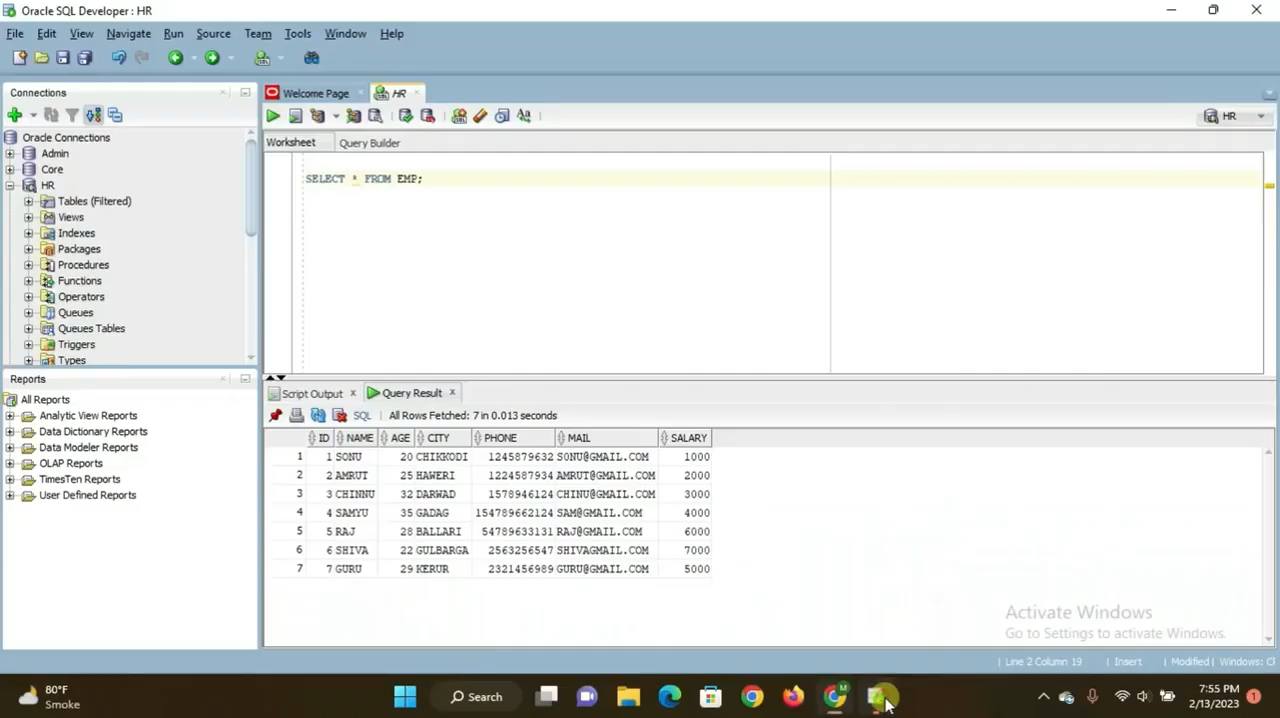 Oracle SQL Developer : HR
File Edit View Navigate Run Source Team Tools Window Help
Connections
Welcome Page
HR
HR
Worksheet Query Builder
Oracle Connections
Admin
Core
HR
Tables (Filtered)
Views
Indexes
Packages
Procedures
Functions
Operators
Queues
Queues Tables
Triggers
Types
SELECT * FROM EMP;
Reports
All Reports
Analytic View Reports
Data Dictionary Reports
Data Modeler Reports
OLAP Reports
TimesTen Reports
User Defined Reports
Script Output Query Result
SQL All Rows Fetched: 7 in 0.013 seconds
ID NAME AGE CITY PHONE MAIL SALARY
1 1 SONU 20 CHIKKODI 1245879632 SONU@GMAIL.COM 1000
2 2 AMRUT 25 HAWERI 1224587934 AMRUT@GMAIL.COM 2000
3 3 CHINNU 32 DARWAD 1578946124 CHINU@GMAIL.COM 3000
4 4 SAMYU 35 GADAG 154789662124 SAM@GMAIL.COM 4000
5 5 RAJ 28 BALLARI 54789633131 RAJ@GMAIL.COM 6000
6 6 SHIVA 22 GULBARGA 2563256547 SHIVAGMAIL.COM 7000
7 7 GURU 29 KERUR 2321456989 GURU@GMAIL.COM 5000
Activate Windows
Go to Settings to activate Windows.
Line 2 Column 19 Insert Modified Windows: Cl
80°F
Smoke
Search
M
7:55 PM
2/13/2023
1